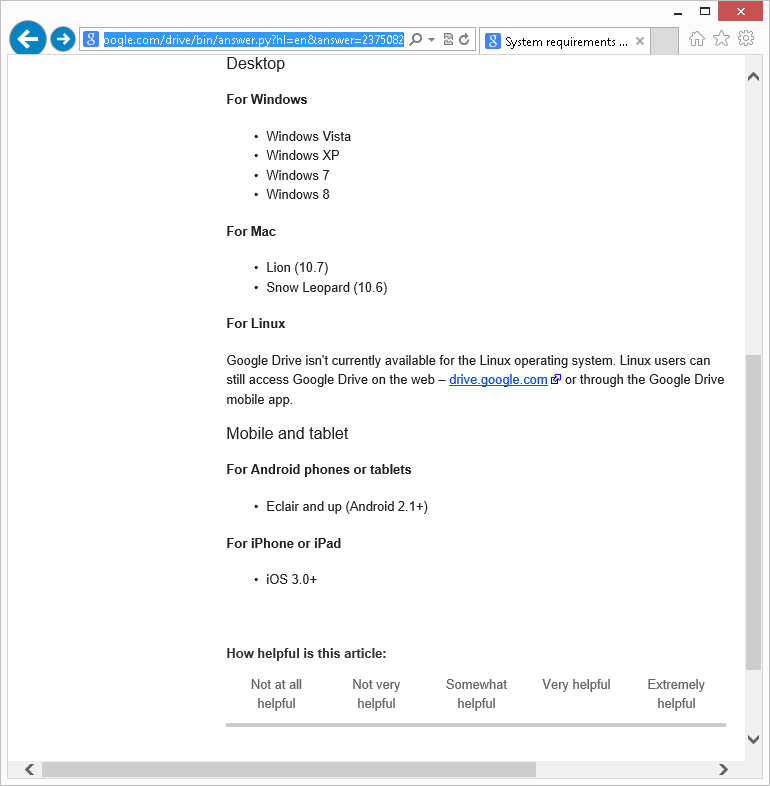 oogle.com/drive/bin/answer.py?hl=en&answer=2375082
System requirements ...
Desktop
For Windows
• Windows Vista
• Windows XP
• Windows 7
• Windows 8
For Mac
• Lion (10.7)
• Snow Leopard (10.6)
For Linux
Google Drive isn't currently available for the Linux operating system. Linux users can
still access Google Drive on the web – drive.google.com or through the Google Drive
mobile app.
Mobile and tablet
For Android phones or tablets
• Eclair and up (Android 2.1+)
For iPhone or iPad
• iOS 3.0+
How helpful is this article:
Not at all Not very Somewhat Very helpful Extremely
helpful helpful helpful helpful